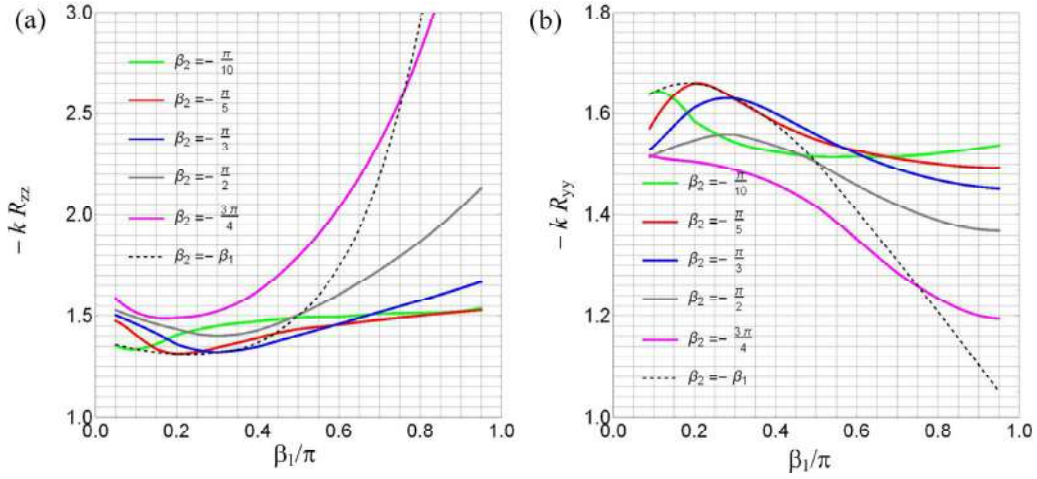 (a)
3.0
2.5
2.0
1.5
1.0
− k Rzz
β2 = − π/10
β2 = − π/5
β2 = − π/3
β2 = − π/2
β2 = − 3π/4
β2 = − β1
0.0 0.2 0.4 0.6 0.8 1.0
β1/π
(b)
1.8
1.6
1.4
1.2
1.0
− k Ryy
β2 = − π/10
β2 = − π/5
β2 = − π/3
β2 = − π/2
β2 = − 3π/4
β2 = − β1
0.0 0.2 0.4 0.6 0.8 1.0
β1/π